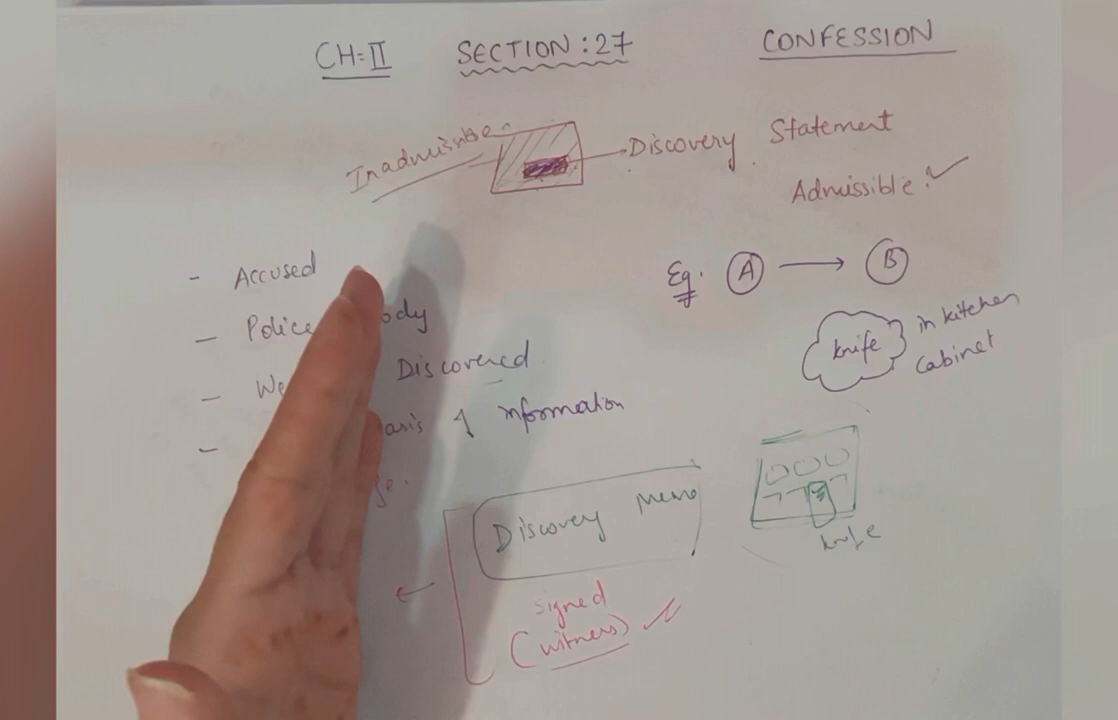 CH=II SECTION : 27 CONFESSION
Inadmissible
Discovery Statement
Admissible.
- Accused
Eg. A → B
- Police ody
knife in kitchen cabinet
- We Discovered
- asis of information
ge.
Discovery Memo
knife
signed
(witness)